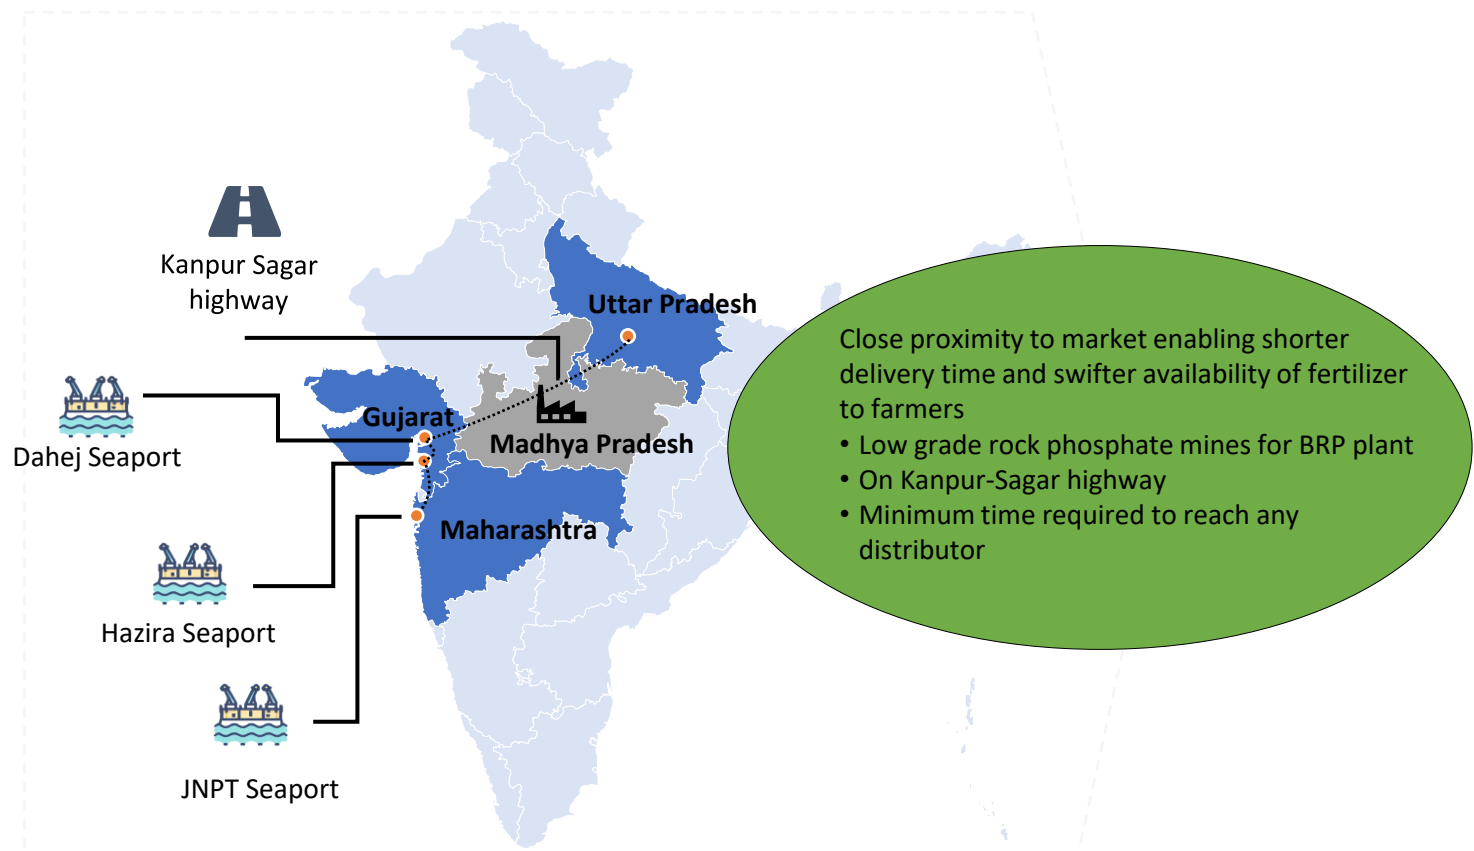 Kanpur Sagar
highway
Uttar Pradesh
Gujarat
Madhya Pradesh
Maharashtra
Dahej Seaport
Hazira Seaport
JNPT Seaport
Close proximity to market enabling shorter
delivery time and swifter availability of fertilizer
to farmers
• Low grade rock phosphate mines for BRP plant
• On Kanpur-Sagar highway
• Minimum time required to reach any
distributor